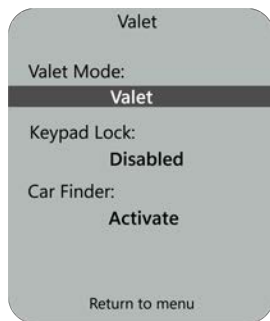 Valet
Valet Mode:
Valet
Keypad Lock:
Disabled
Car Finder:
Activate
Return to menu